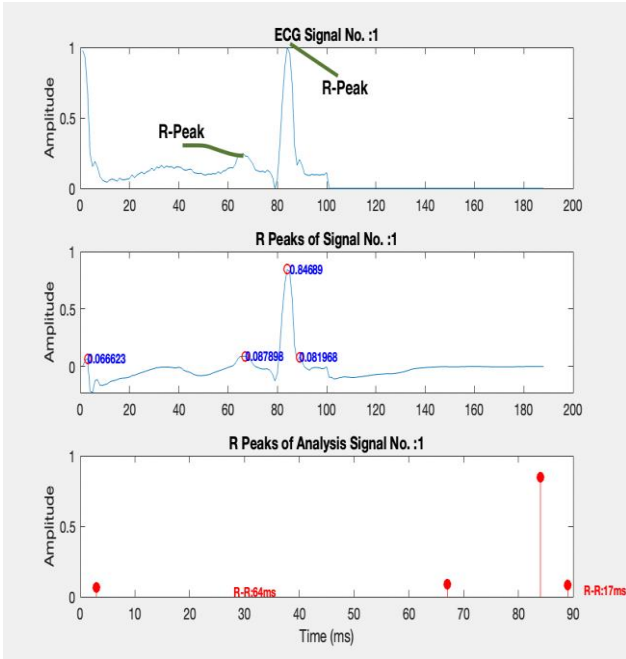 ECG Signal No. :1
Amplitude
1
0.5
0
R-Peak
R-Peak
0 20 40 60 80 100 120 140 160 180 200
R Peaks of Signal No. :1
Amplitude
1
0.5
0
0.066623
0.087898
0.84689
0.081968
0 20 40 60 80 100 120 140 160 180 200
R Peaks of Analysis Signal No. :1
Amplitude
1
0.5
0
R-R:64ms
R-R:17ms
0 10 20 30 40 50 60 70 80 90
Time (ms)